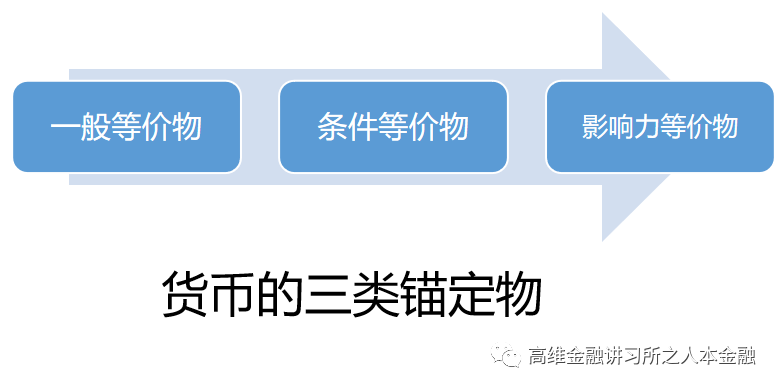 一般等价物
条件等价物
影响力等价物
货币的三类锚定物
高维金融讲习所之人本金融